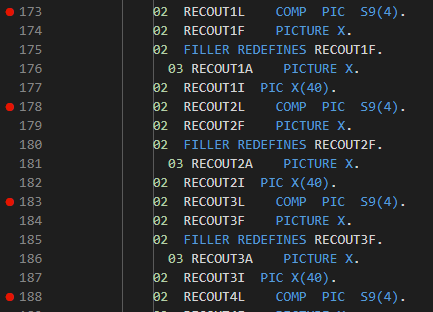 173 02 RECOUT1L COMP PIC S9(4).
174 02 RECOUT1F PICTURE X.
175 02 FILLER REDEFINES RECOUT1F.
176 03 RECOUT1A PICTURE X.
177 02 RECOUT1I PIC X(40).
178 02 RECOUT2L COMP PIC S9(4).
179 02 RECOUT2F PICTURE X.
180 02 FILLER REDEFINES RECOUT2F.
181 03 RECOUT2A PICTURE X.
182 02 RECOUT2I PIC X(40).
183 02 RECOUT3L COMP PIC S9(4).
184 02 RECOUT3F PICTURE X.
185 02 FILLER REDEFINES RECOUT3F.
186 03 RECOUT3A PICTURE X.
187 02 RECOUT3I PIC X(40).
188 02 RECOUT4L COMP PIC S9(4).